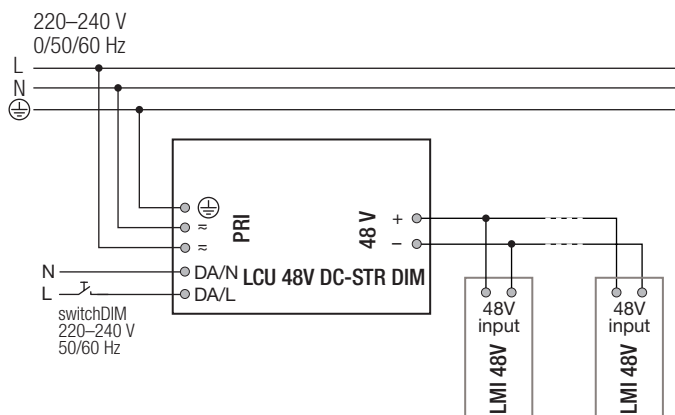 220–240 V
0/50/60 Hz
L
N
PRI
≂
≂
48 V
+
−
LCU 48V DC-STR DIM
N
DA/N
L
DA/L
switchDIM
220–240 V
50/60 Hz
48V
input
LMI 48V
48V
input
LMI 48V